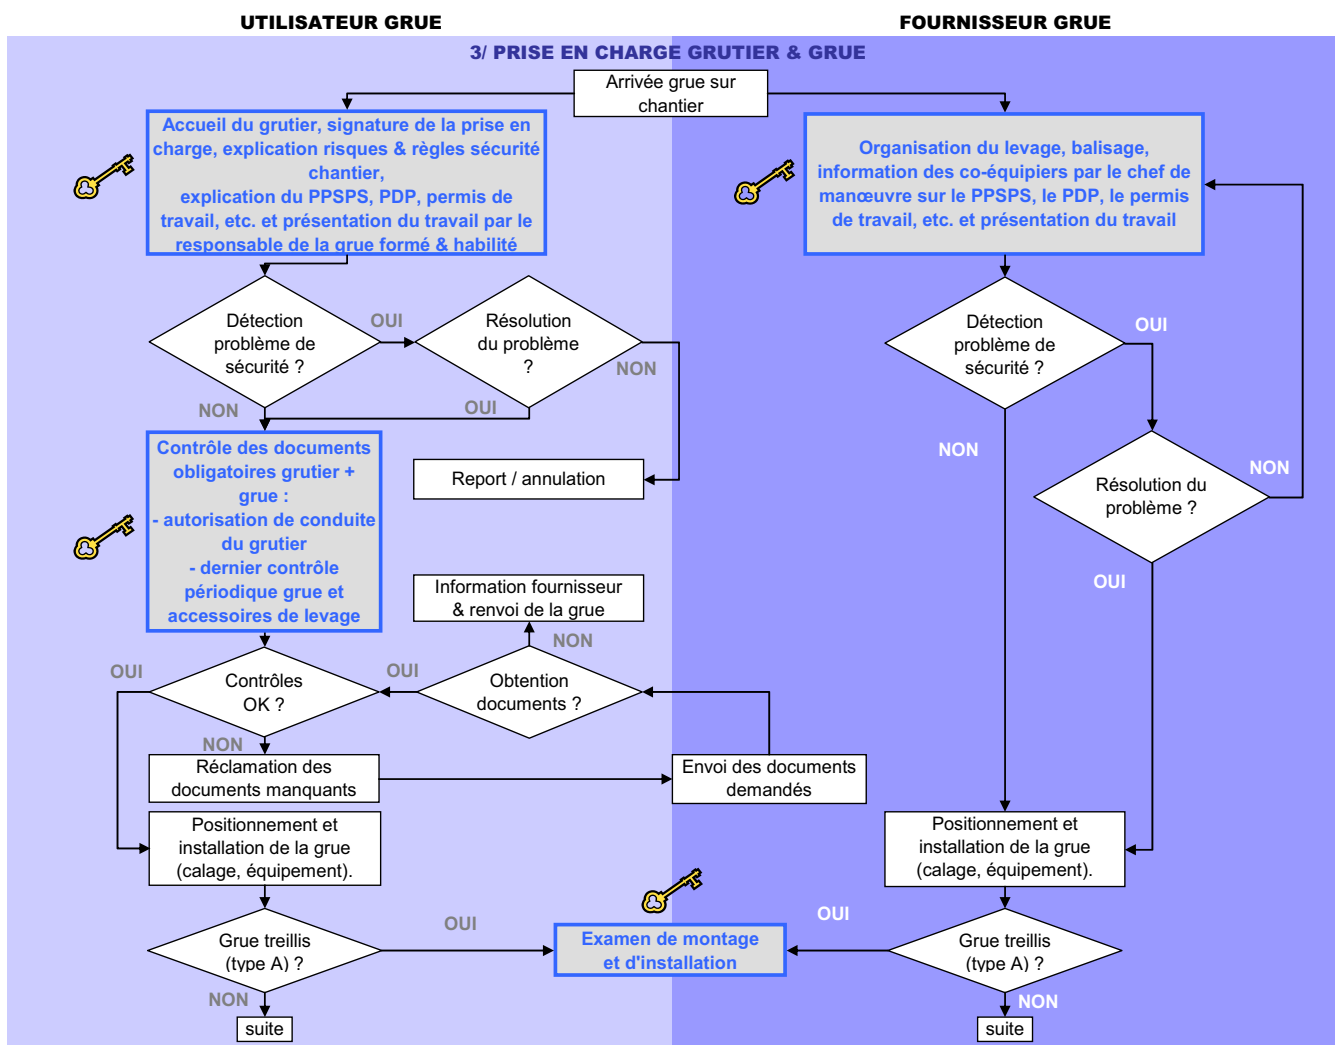 UTILISATEUR GRUE
FOURNISSEUR GRUE
3/ PRISE EN CHARGE GRUTIER & GRUE
Arrivée grue sur
chantier
Accueil du grutier, signature de la prise en
charge, explication risques & règles sécurité
chantier,
explication du PPSPS, PDP, permis de
travail, etc. et présentation du travail par le
responsable de la grue formé & habilité
Organisation du levage, balisage,
information des co-équipiers par le chef de
manœuvre sur le PPSPS, le PDP, le permis
de travail, etc. et présentation du travail
Détection
problème de
sécurité ?
OUI
Résolution
du problème
?
NON
NON
OUI
Détection
problème de
sécurité ?
OUI
NON
Résolution du
problème ?
NON
OUI
Contrôle des documents
obligatoires grutier +
grue :
- autorisation de conduite
du grutier
- dernier contrôle
périodique grue et
accessoires de levage
Report / annulation
Information fournisseur
& renvoi de la grue
NON
OUI
Contrôles
OK ?
OUI
Obtention
documents ?
NON
Réclamation des
documents manquants
Envoi des documents
demandés
Positionnement et
installation de la grue
(calage, équipement).
Positionnement et
installation de la grue
(calage, équipement).
Grue treillis
(type A) ?
OUI
Examen de montage
et d'installation
OUI
Grue treillis
(type A) ?
NON
suite
NON
suite